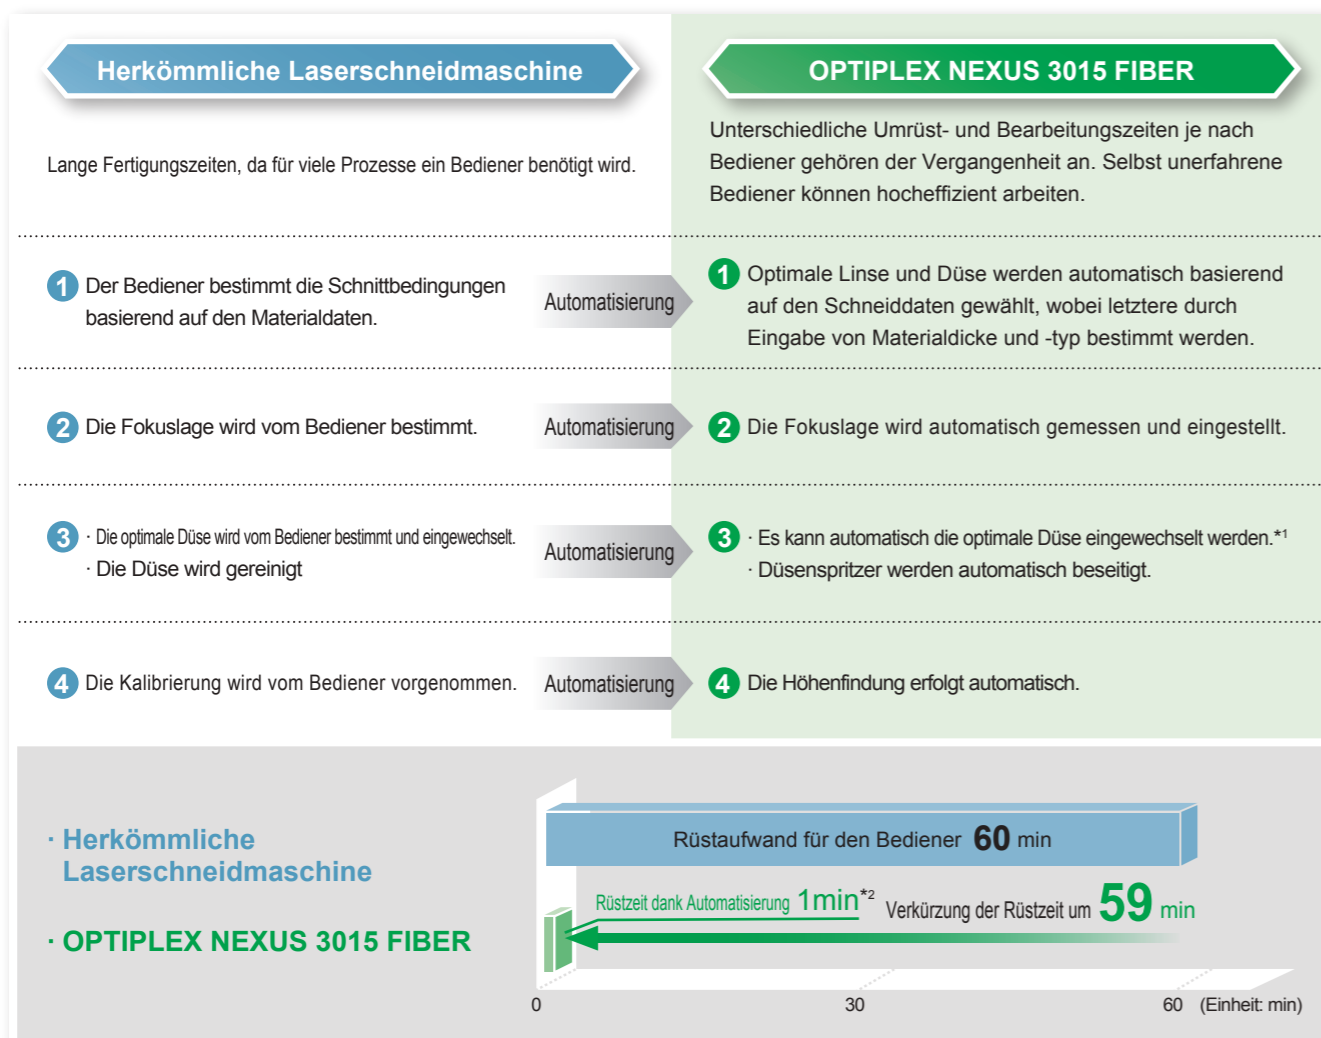 Herkömmliche Laserschneidmaschine
Lange Fertigungszeiten, da für viele Prozesse ein Bediener benötigt wird.
OPTIPLEX NEXUS 3015 FIBER
Unterschiedliche Umrüst- und Bearbeitungszeiten je nach
Bediener gehören der Vergangenheit an. Selbst unerfahrene
Bediener können hocheffizient arbeiten.
1 Der Bediener bestimmt die Schnittbedingungen
basierend auf den Materialdaten.
Automatisierung
1 Optimale Linse und Düse werden automatisch basierend
auf den Schneiddaten gewählt, wobei letztere durch
Eingabe von Materialdicke und -typ bestimmt werden.
2 Die Fokuslage wird vom Bediener bestimmt.
Automatisierung
2 Die Fokuslage wird automatisch gemessen und eingestellt.
3 · Die optimale Düse wird vom Bediener bestimmt und eingewechselt.
· Die Düse wird gereinigt
Automatisierung
3 · Es kann automatisch die optimale Düse eingewechselt werden.*1
· Düsenspritzer werden automatisch beseitigt.
4 Die Kalibrierung wird vom Bediener vorgenommen.
Automatisierung
4 Die Höhenfindung erfolgt automatisch.
· Herkömmliche
Laserschneidmaschine
· OPTIPLEX NEXUS 3015 FIBER
Rüstaufwand für den Bediener 60 min
Rüstzeit dank Automatisierung 1min*2
Verkürzung der Rüstzeit um 59 min
0 30 60 (Einheit: min)